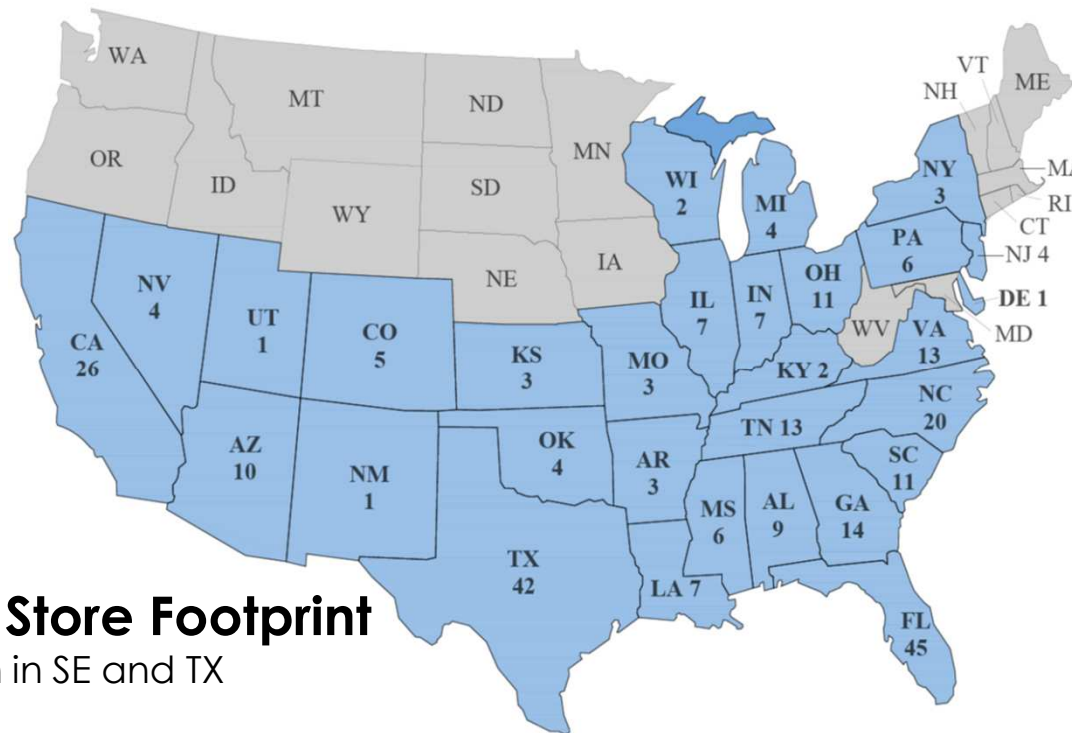 WA
MT
ND
MN
OR
ID
SD
WY
NE
IA
VT
NH
ME
RI
CT
MD
WV
NY
3
WI
2
MI
4
PA
6
NJ 4
DE 1
OH
11
IN
7
IL
7
NV
4
UT
1
CO
5
CA
26
KS
3
MO
3
KY 2
VA
13
NC
20
TN 13
SC
11
AZ
10
NM
1
OK
4
AR
3
MS
6
AL
9
GA
14
TX
42
LA 7
FL
45
Store Footprint
in SE and TX